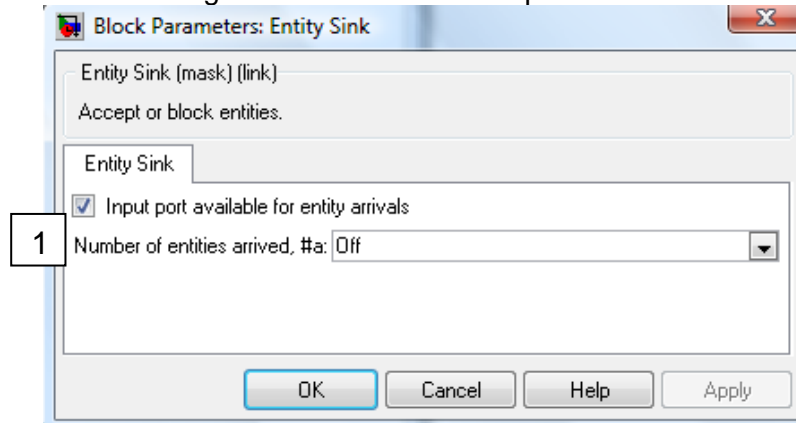 Block Parameters: Entity Sink
Entity Sink (mask) (link)
Accept or block entities.
Entity Sink
Input port available for entity arrivals
1
Number of entities arrived, #a: Off
OK Cancel Help Apply